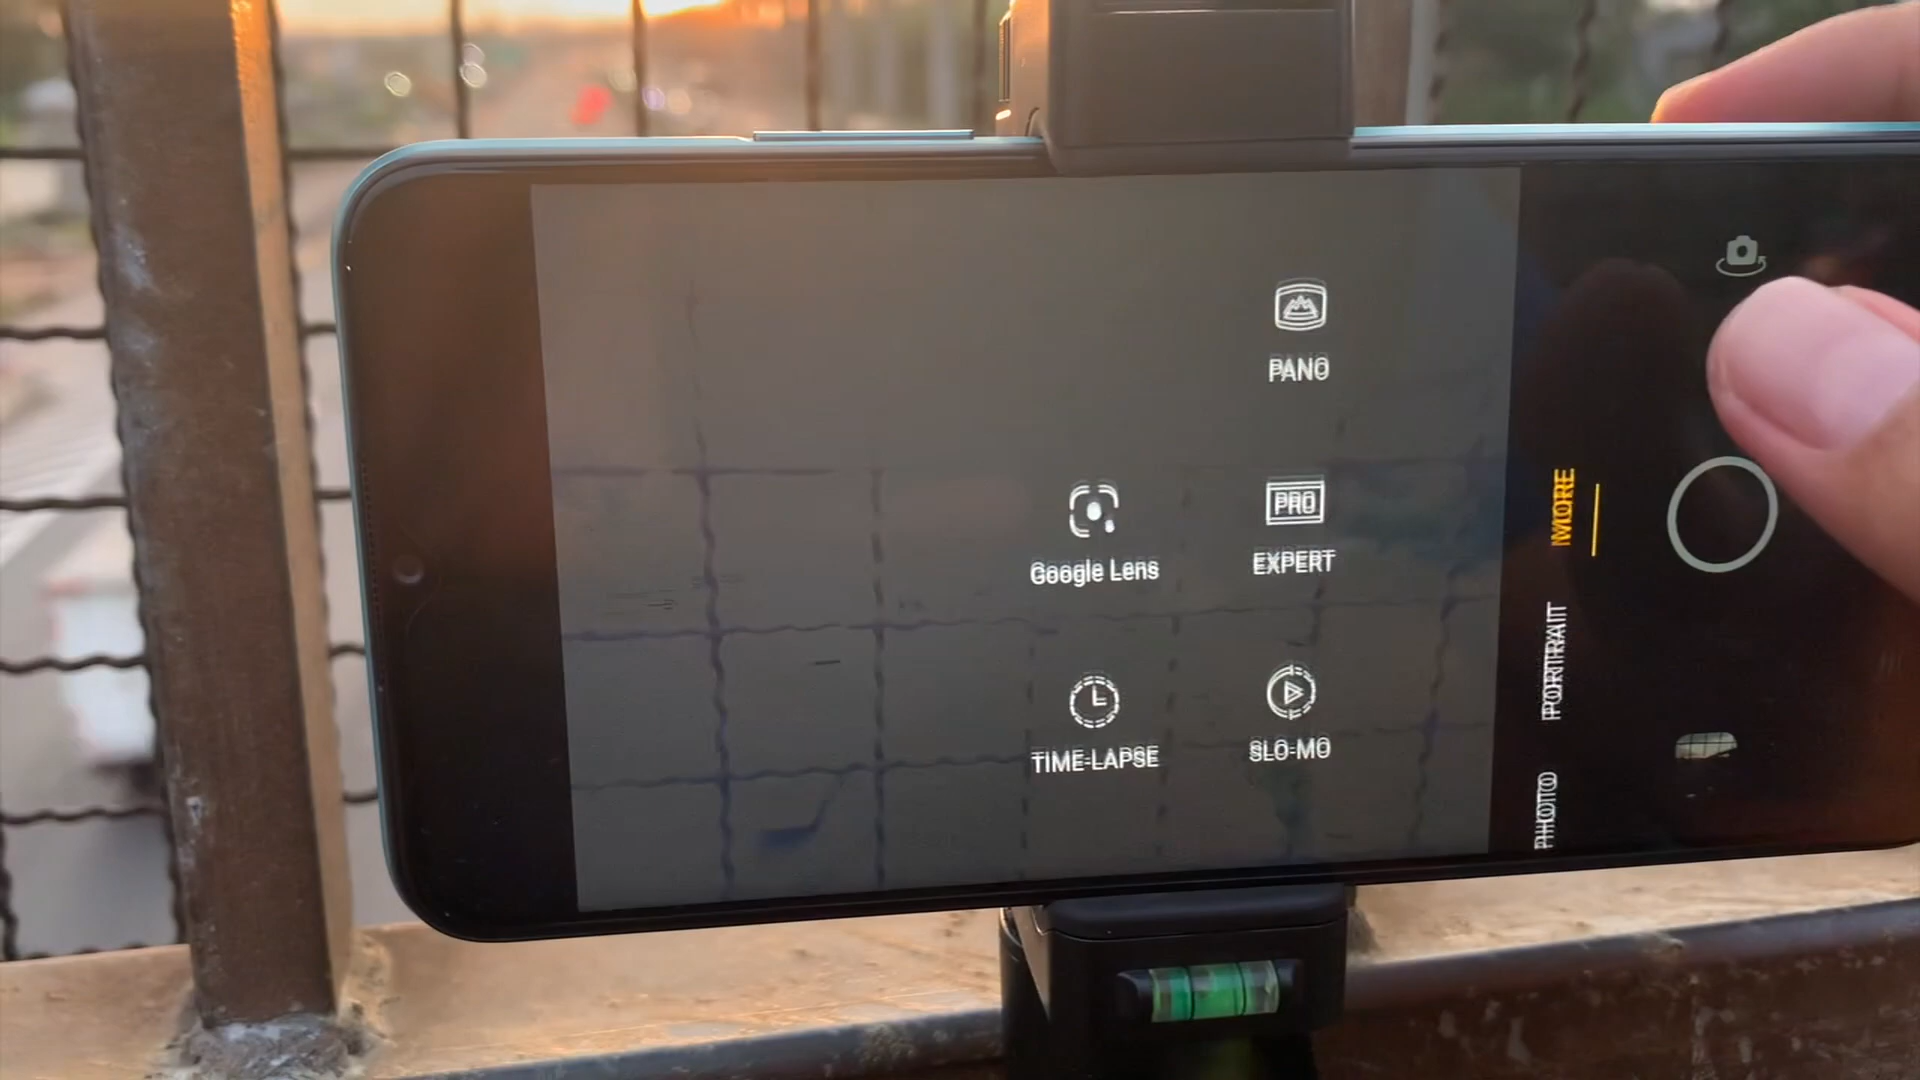 PANO
Google Lens
PRO
EXPERT
TIME-LAPSE
SLO-MO
MORE
PORTRAIT
PHOTO